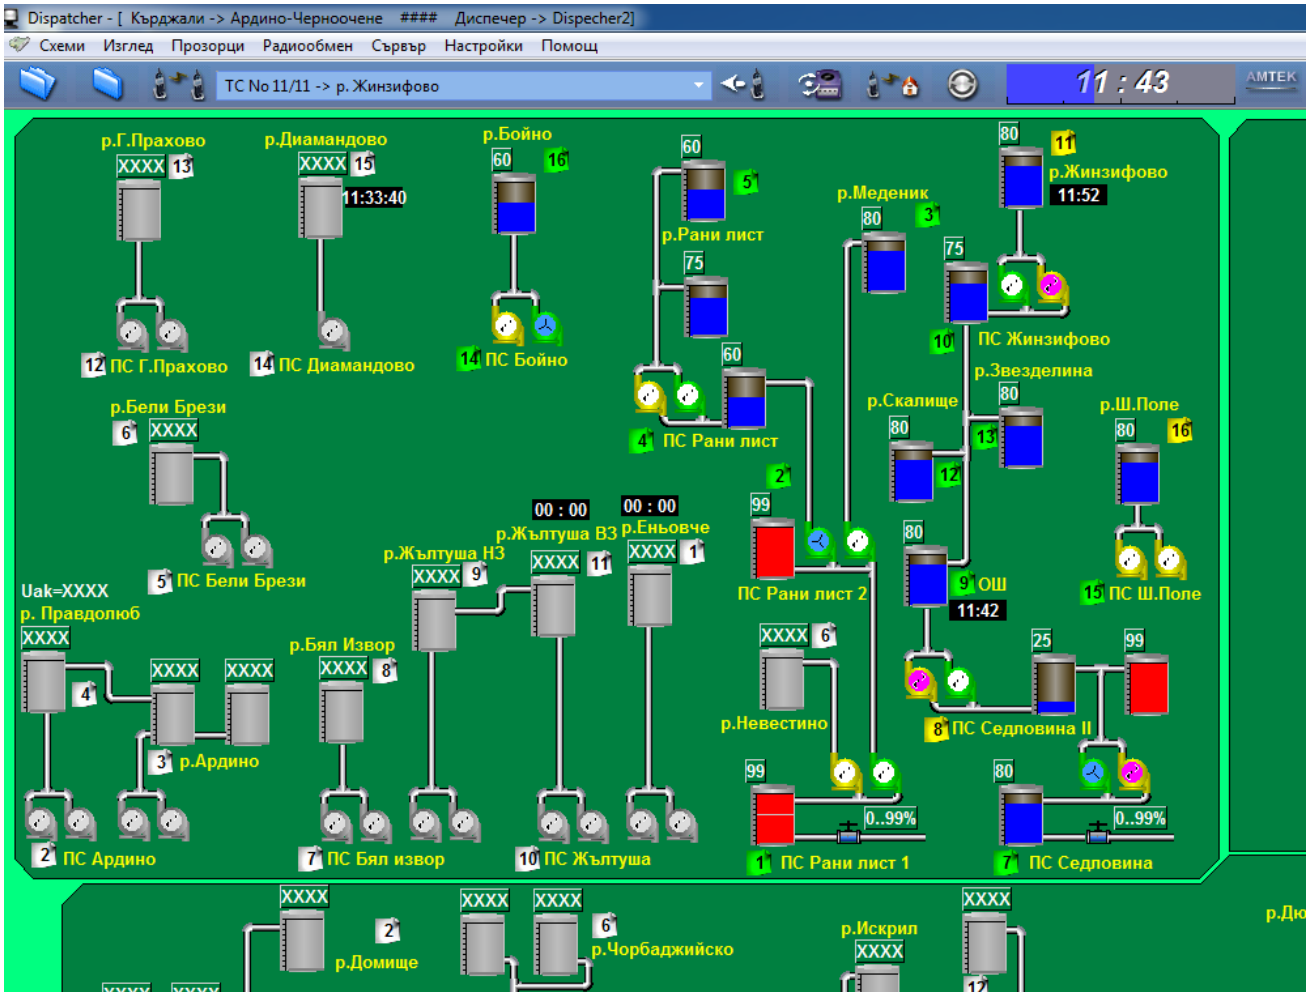 Dispatcher - [ Кърджали -> Ардино-Черноочене #### Диспечер -> Dispecher2]
Схеми Изглед Прозорци Радиообмен Сървър Настройки Помощ
ТС No 11/11 -> р. Жинзифово
11 : 43
AMTEK
р.Г.Прахово
XXXX 13
12 ПС Г.Прахово
р.Диамандово
XXXX 15
11:33:40
14 ПС Диамандово
р.Бойно
60 16
14 ПС Бойно
60
5
р.Рани лист
75
60
4 ПС Рани лист
р.Меденик
80 3
80 11
р.Жинзифово
11:52
75
10 ПС Жинзифово
р.Звезделина
80
13
р.Скалище
80
12
р.Ш.Поле
80 16
15 ПС Ш.Поле
р.Бели Брези
6 XXXX
5 ПС Бели Брези
2
99
ПС Рани лист 2
80
9 ОШ
11:42
00 : 00
р.Жълтуша ВЗ
XXXX 11
00 : 00
р.Еньовче
XXXX 1
р.Жълтуша НЗ
XXXX 9
Uak=XXXX
р. Правдолюб
XXXX
4
XXXX XXXX
3 р.Ардино
2 ПС Ардино
р.Бял Извор
XXXX 8
7 ПС Бял извор
10 ПС Жълтуша
XXXX 6
р.Невестино
99
0..99%
1 ПС Рани лист 1
25 99
8 ПС Седловина II
80
0..99%
7 ПС Седловина
XXXX
2
р.Домище
XXXX XXXX
6
р.Чорбаджийско
р.Искрил
XXXX
XXXX
12
р.Дю
XXXX XXXX